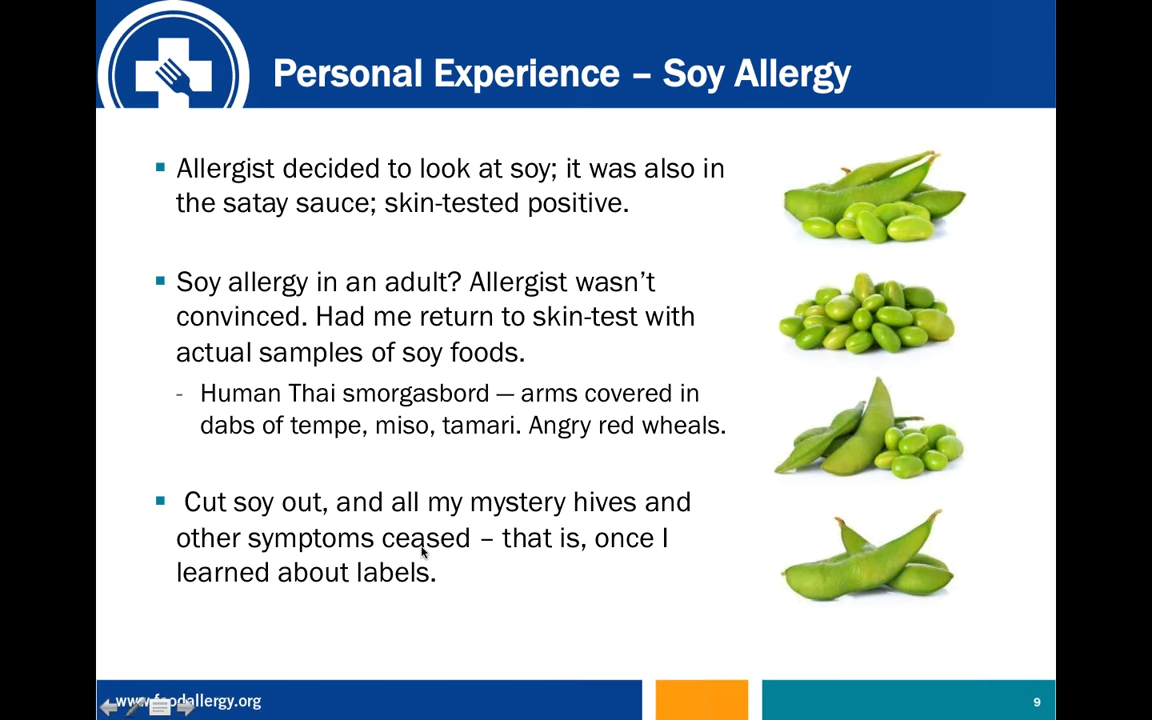 Personal Experience – Soy Allergy
Allergist decided to look at soy; it was also in
the satay sauce; skin-tested positive.
Soy allergy in an adult? Allergist wasn’t
convinced. Had me return to skin-test with
actual samples of soy foods.
- Human Thai smorgasbord — arms covered in
dabs of tempe, miso, tamari. Angry red wheals.
Cut soy out, and all my mystery hives and
other symptoms ceased – that is, once I
learned about labels.
www.foodallergy.org
9